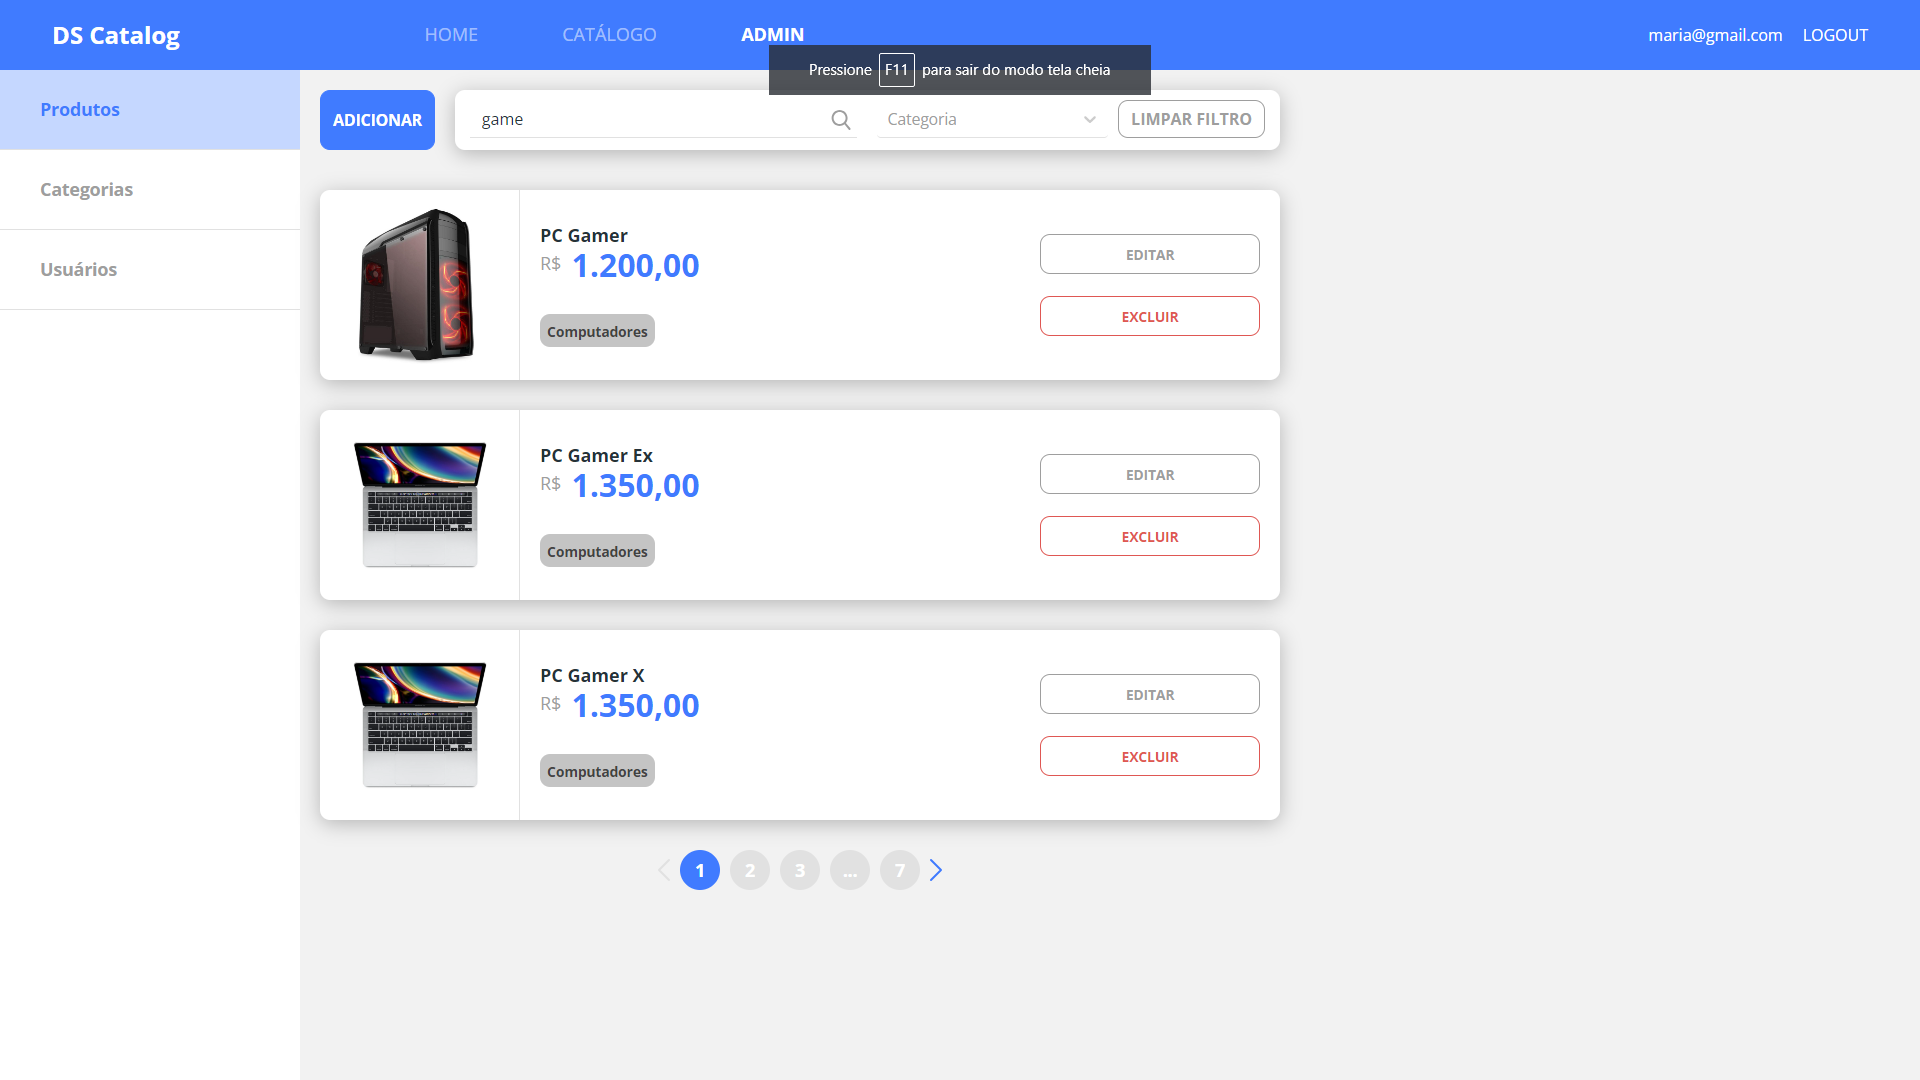 DS Catalog
HOME
CATÁLOGO
ADMIN
maria@gmail.com
LOGOUT
Pressione F11 para sair do modo tela cheia
Produtos
Categorias
Usuários
ADICIONAR
game
Categoria
LIMPAR FILTRO
PC Gamer
R$ 1.200,00
Computadores
EDITAR
EXCLUIR
PC Gamer Ex
R$ 1.350,00
Computadores
EDITAR
EXCLUIR
PC Gamer X
R$ 1.350,00
Computadores
EDITAR
EXCLUIR
1 2 3 ... 7